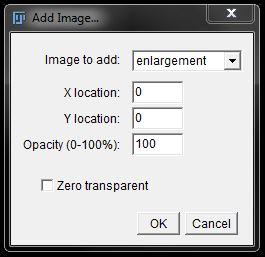 Add Image...
Image to add: enlargement
X location: 0
Y location: 0
Opacity (0-100%): 100
Zero transparent
OK Cancel